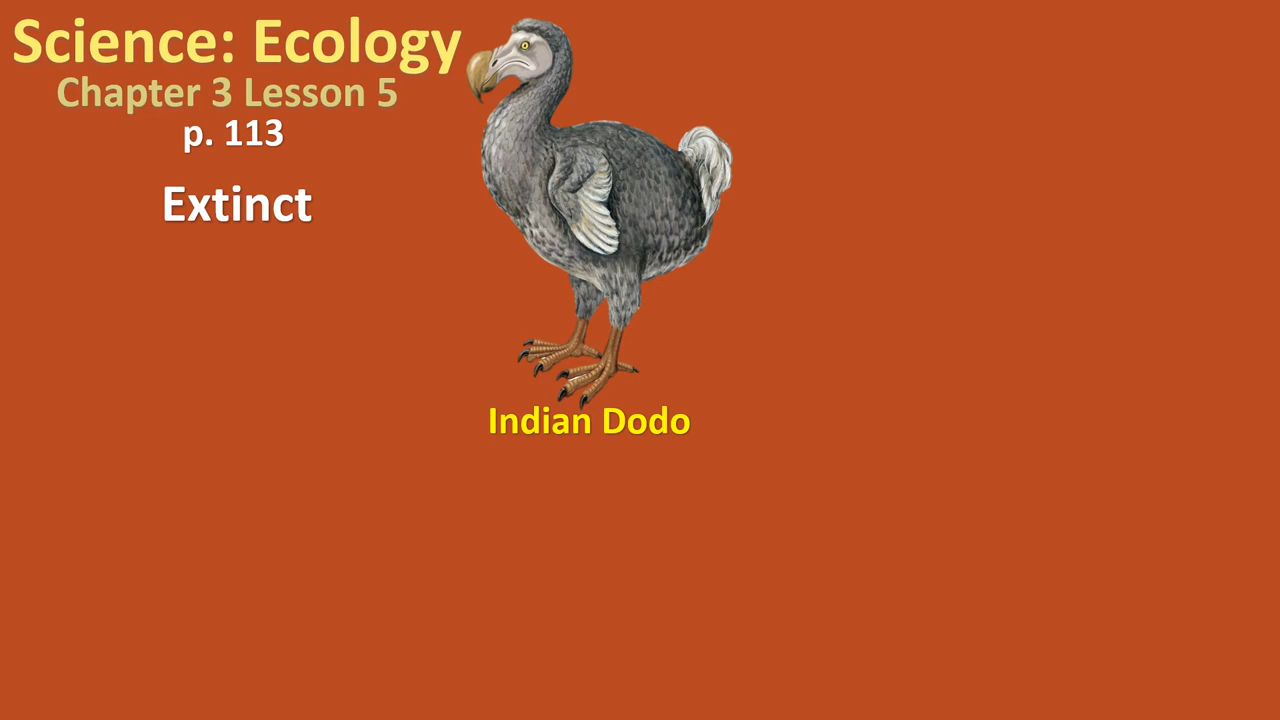 Science: Ecology
Chapter 3 Lesson 5
p. 113
Extinct
Indian Dodo